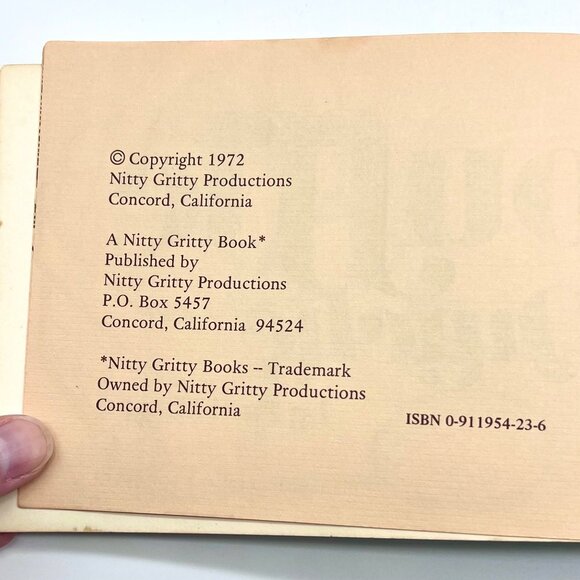 © Copyright 1972
Nitty Gritty Productions
Concord, California
A Nitty Gritty Book*
Published by
Nitty Gritty Productions
P.O. Box 5457
Concord, California 94524
*Nitty Gritty Books -- Trademark
Owned by Nitty Gritty Productions
Concord, California
ISBN 0-911954-23-6